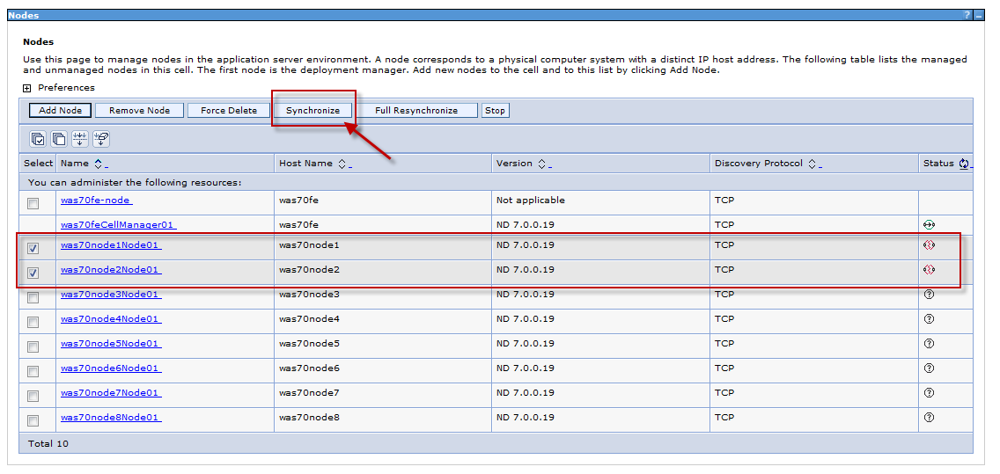 Nodes ? _
Nodes
Use this page to manage nodes in the application server environment. A node corresponds to a physical computer system with a distinct IP host address. The following table lists the managed
and unmanaged nodes in this cell. The first node is the deployment manager. Add new nodes to the cell and to this list by clicking Add Node.
+ Preferences
Add Node Remove Node Force Delete Synchronize Full Resynchronize Stop
Select Name Host Name Version Discovery Protocol Status
You can administer the following resources:
was70fe-node was70fe Not applicable TCP
was70feCellManager01 was70fe ND 7.0.0.19 TCP
was70node1Node01 was70node1 ND 7.0.0.19 TCP
was70node2Node01 was70node2 ND 7.0.0.19 TCP
was70node3Node01 was70node3 ND 7.0.0.19 TCP ?
was70node4Node01 was70node4 ND 7.0.0.19 TCP ?
was70node5Node01 was70node5 ND 7.0.0.19 TCP ?
was70node6Node01 was70node6 ND 7.0.0.19 TCP ?
was70node7Node01 was70node7 ND 7.0.0.19 TCP ?
was70node8Node01 was70node8 ND 7.0.0.19 TCP ?
Total 10